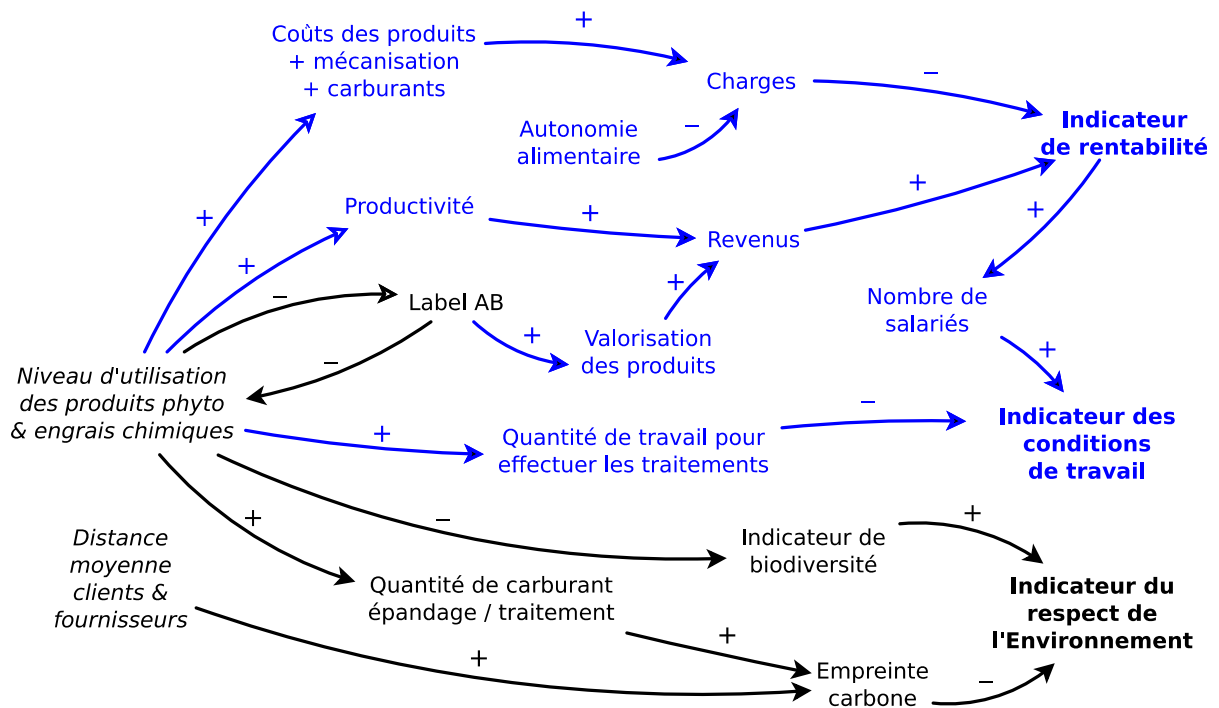 Coûts des produits
+ mécanisation
+ carburants
+
Charges
−
Autonomie
alimentaire
−
Indicateur
de rentabilité
+
Productivité
+
+
Revenus
+
+
+
−
Label AB
+
Valorisation
des produits
+
Nombre de
salariés
+
−
Niveau d'utilisation
des produits phyto
& engrais chimiques
+
Quantité de travail pour
effectuer les traitements
−
Indicateur des
conditions
de travail
+
−
Distance
moyenne
clients &
fournisseurs
Indicateur de
biodiversité
+
Quantité de carburant
épandage / traitement
Indicateur du
respect de
l'Environnement
+
+
Empreinte
carbone
−